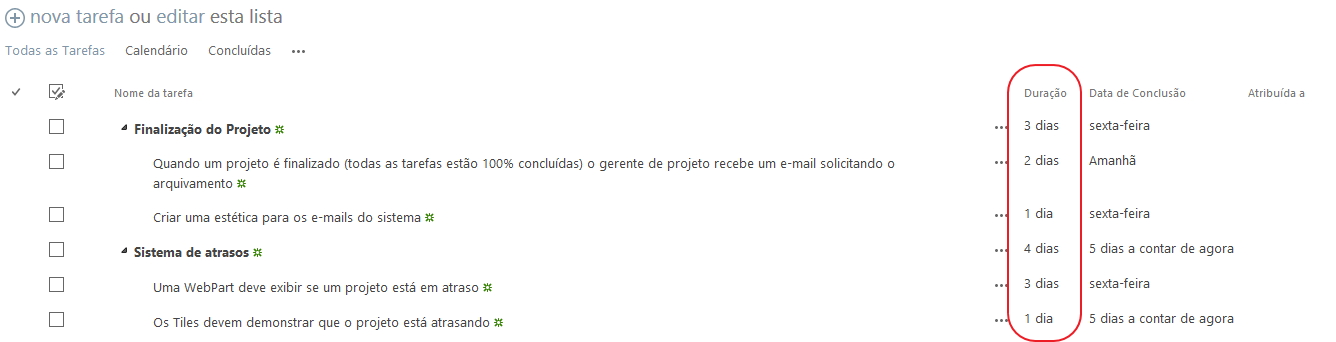 nova tarefa ou editar esta lista
Todas as Tarefas Calendário Concluídas ...
Nome da tarefa Duração Data de Conclusão Atribuída a
Finalização do Projeto ... 3 dias sexta-feira
Quando um projeto é finalizado (todas as tarefas estão 100% concluídas) o gerente de projeto recebe um e-mail solicitando o ... 2 dias Amanhã
arquivamento
Criar uma estética para os e-mails do sistema ... 1 dia sexta-feira
Sistema de atrasos ... 4 dias 5 dias a contar de agora
Uma WebPart deve exibir se um projeto está em atraso ... 3 dias sexta-feira
Os Tiles devem demonstrar que o projeto está atrasando ... 1 dia 5 dias a contar de agora